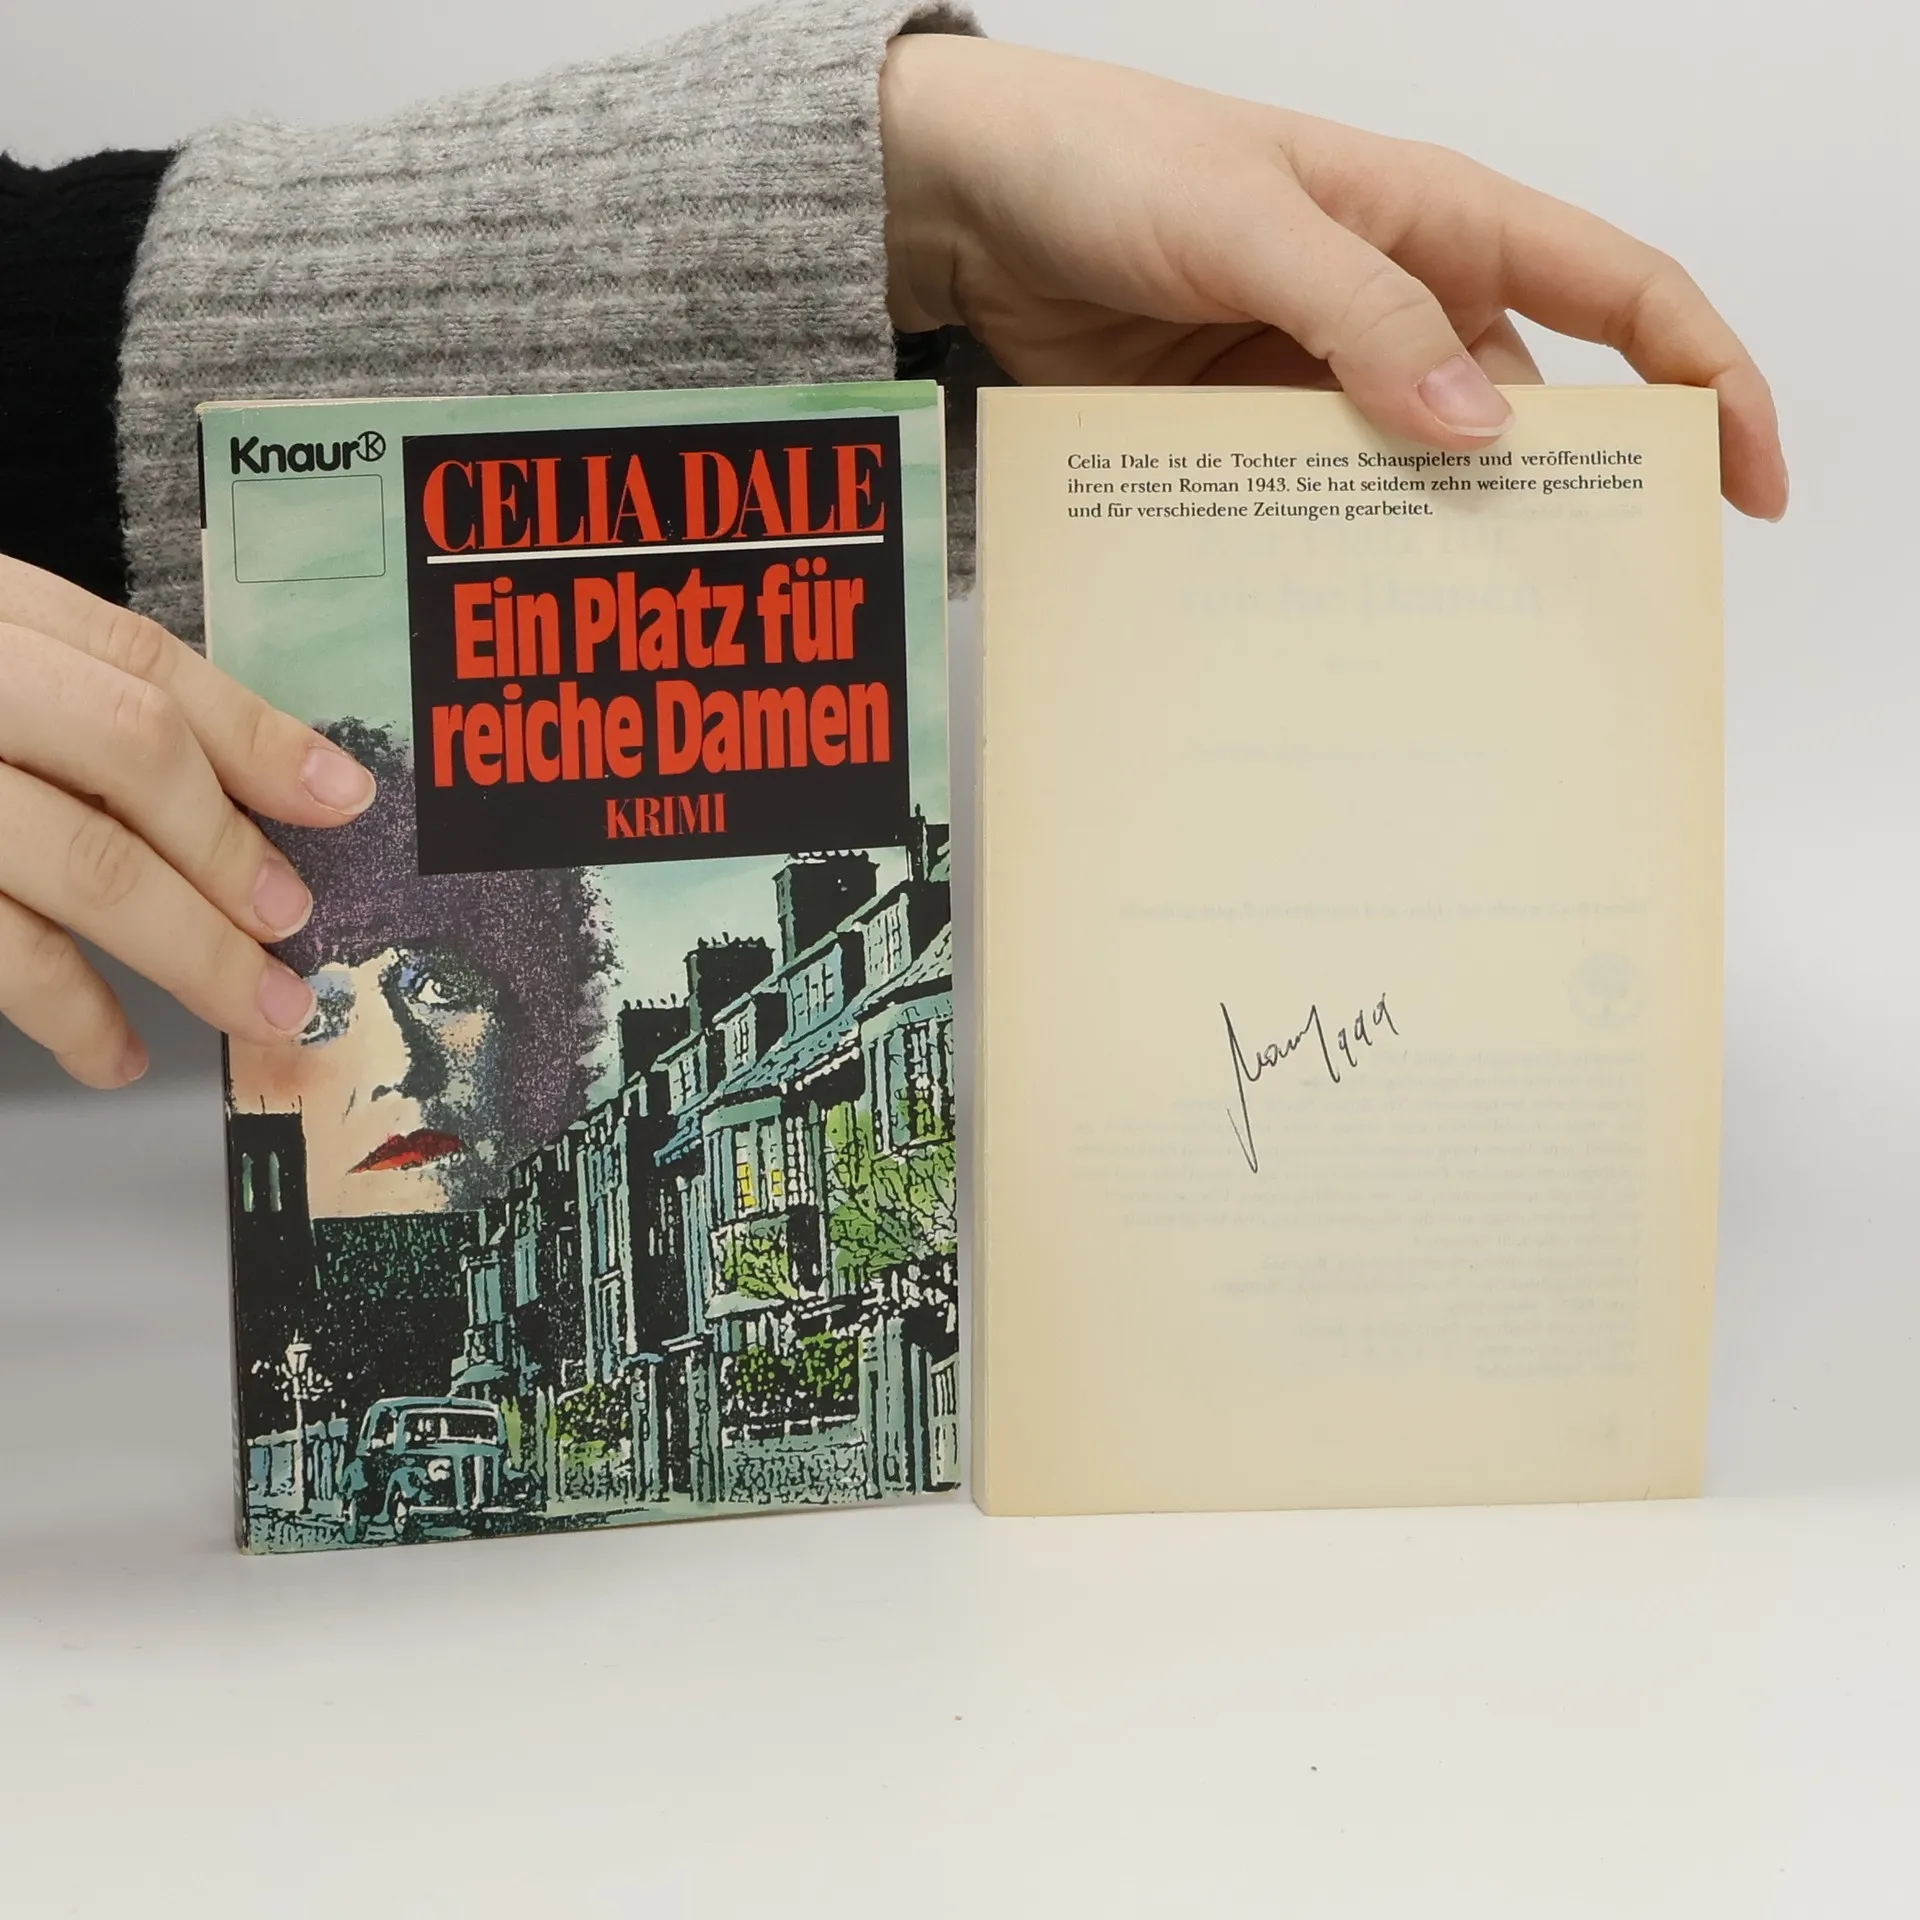 Knaur
CELIA DALE
Ein Platz für
reiche Damen
KRIMI
Celia Dale ist die Tochter eines Schauspielers und veröffentlichte
ihren ersten Roman 1943. Sie hat seitdem zehn weitere geschrieben
und für verschiedene Zeitungen gearbeitet.
1999